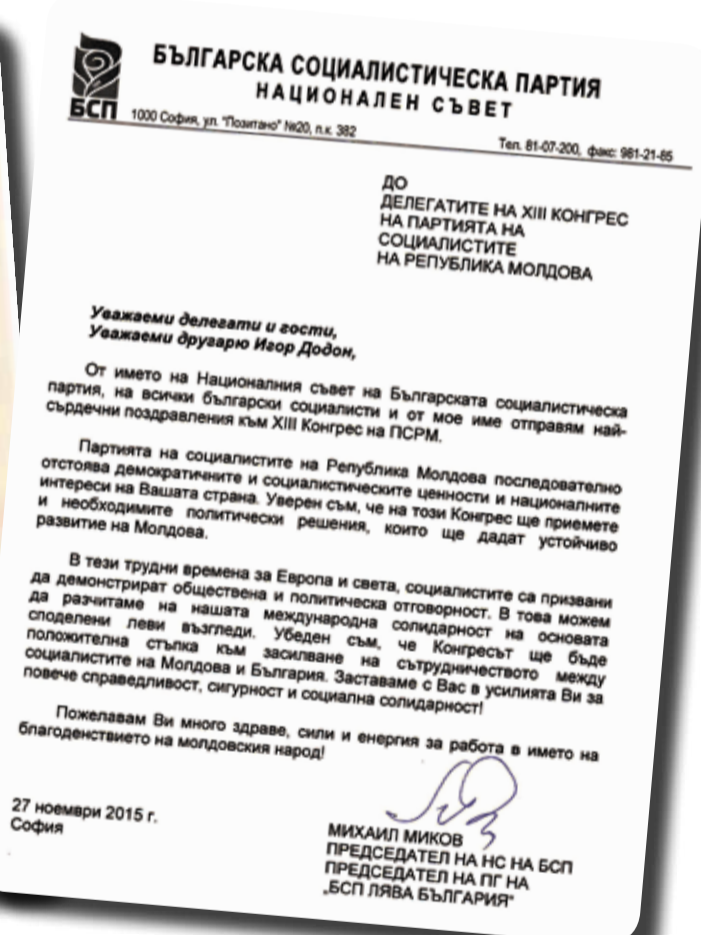 БЪЛГАРСКА СОЦИАЛИСТИЧЕСКА ПАРТИЯ
НАЦИОНАЛЕН СЪВЕТ
БСП
1000 София, ул. "Позитано" №20, п.к. 382
Тел. 81-07-200, факс: 981-21-85
ДО
ДЕЛЕГАТИТЕ НА XIII КОНГРЕС
НА ПАРТИЯТА НА
СОЦИАЛИСТИТЕ
НА РЕПУБЛИКА МОЛДОВА
Уважаеми делегати и гости,
Уважаеми другарю Игор Додон,
От името на Националния съвет на Българската социалистическа
партия, на всички български социалисти и от мое име отправям най-
сърдечни поздравления към XIII Конгрес на ПСРМ.
Партията на социалистите на Република Молдова последователно
отстоява демократичните и социалистическите ценности и националните
интереси на Вашата страна. Уверен съм, че на този Конгрес ще приемете
и необходимите политически решения, които ще дадат устойчиво
развитие на Молдова.
В тези трудни времена за Европа и света, социалистите са призвани
да демонстрират обществена и политическа отговорност. В това можем
да разчитаме на нашата международна солидарност на основата
споделени леви възгледи. Убеден съм, че Конгресът ще бъде
положителна стъпка към засилване на сътрудничеството между
социалистите на Молдова и България. Заставаме с Вас в усилията Ви за
повече справедливост, сигурност и социална солидарност!
Пожелавам Ви много здраве, сили и енергия за работа в името на
благоденствието на молдовския народ!
27 ноември 2015 г.
София
МИХАИЛ МИКОВ
ПРЕДСЕДАТЕЛ НА НС НА БСП
ПРЕДСЕДАТЕЛ НА ПГ НА
„БСП ЛЯВА БЪЛГАРИЯ"